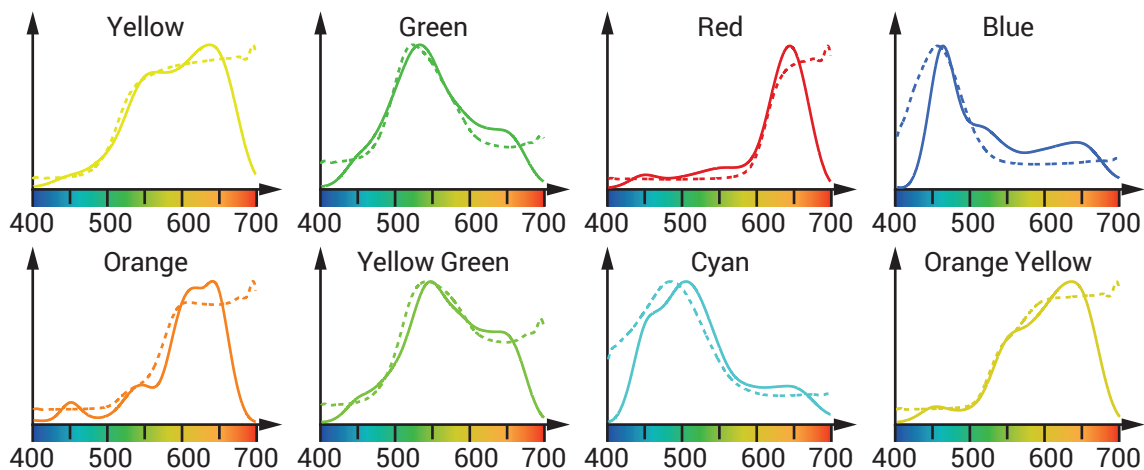 Yellow Green Red Blue
400 500 600 700 400 500 600 700 400 500 600 700 400 500 600 700
Orange Yellow Green Cyan Orange Yellow
400 500 600 700 400 500 600 700 400 500 600 700 400 500 600 700